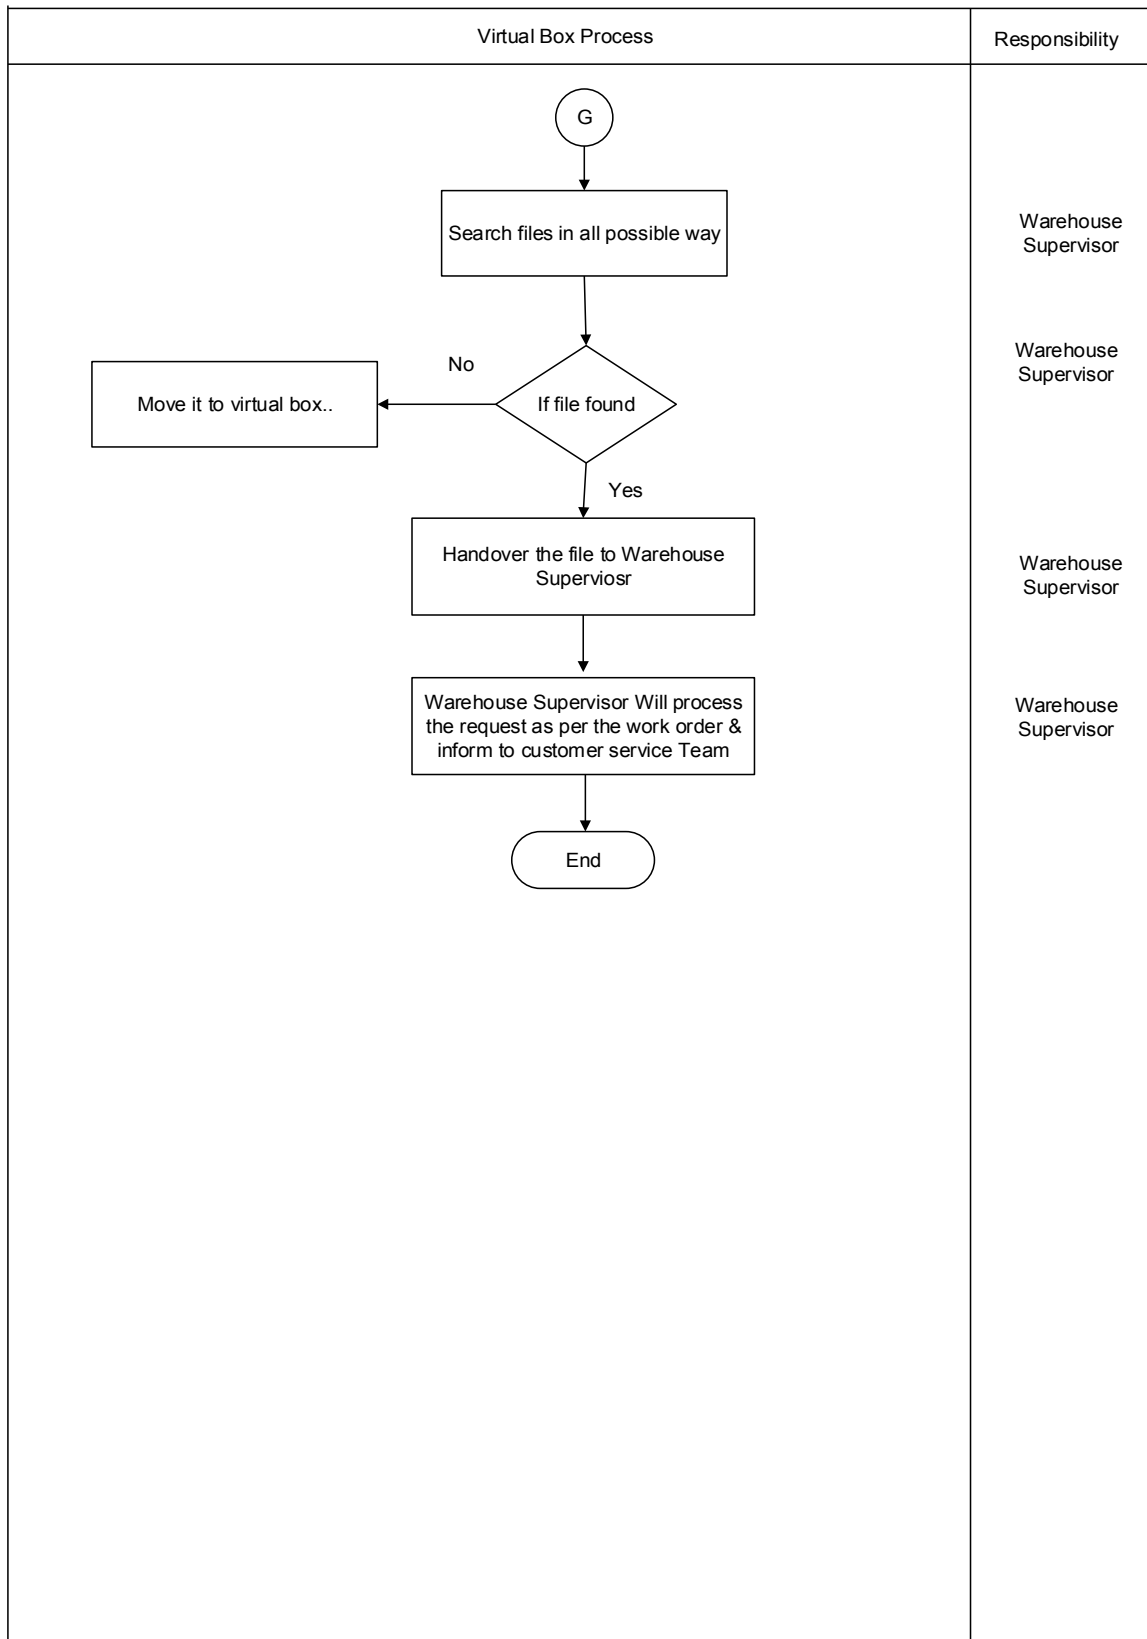 Virtual Box Process
Responsibility
G
Search files in all possible way
Warehouse
Supervisor
No
Warehouse
Supervisor
Move it to virtual box..
If file found
Yes
Handover the file to Warehouse
Superviosr
Warehouse
Supervisor
Warehouse Supervisor Will process
the request as per the work order &
inform to customer service Team
Warehouse
Supervisor
End